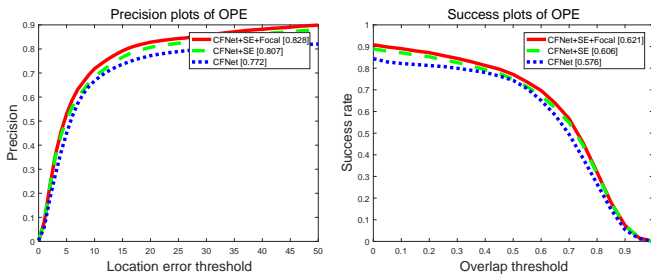 Precision plots of OPE
CFNet+SE+Focal [0.828]
CFNet+SE [0.807]
CFNet [0.772]
Precision
0.9
0.8
0.7
0.6
0.5
0.4
0.3
0.2
0.1
0
0 5 10 15 20 25 30 35 40 45 50
Location error threshold
Success plots of OPE
CFNet+SE+Focal [0.621]
CFNet+SE [0.606]
CFNet [0.576]
Success rate
1
0.9
0.8
0.7
0.6
0.5
0.4
0.3
0.2
0.1
0
0 0.1 0.2 0.3 0.4 0.5 0.6 0.7 0.8 0.9
Overlap threshold